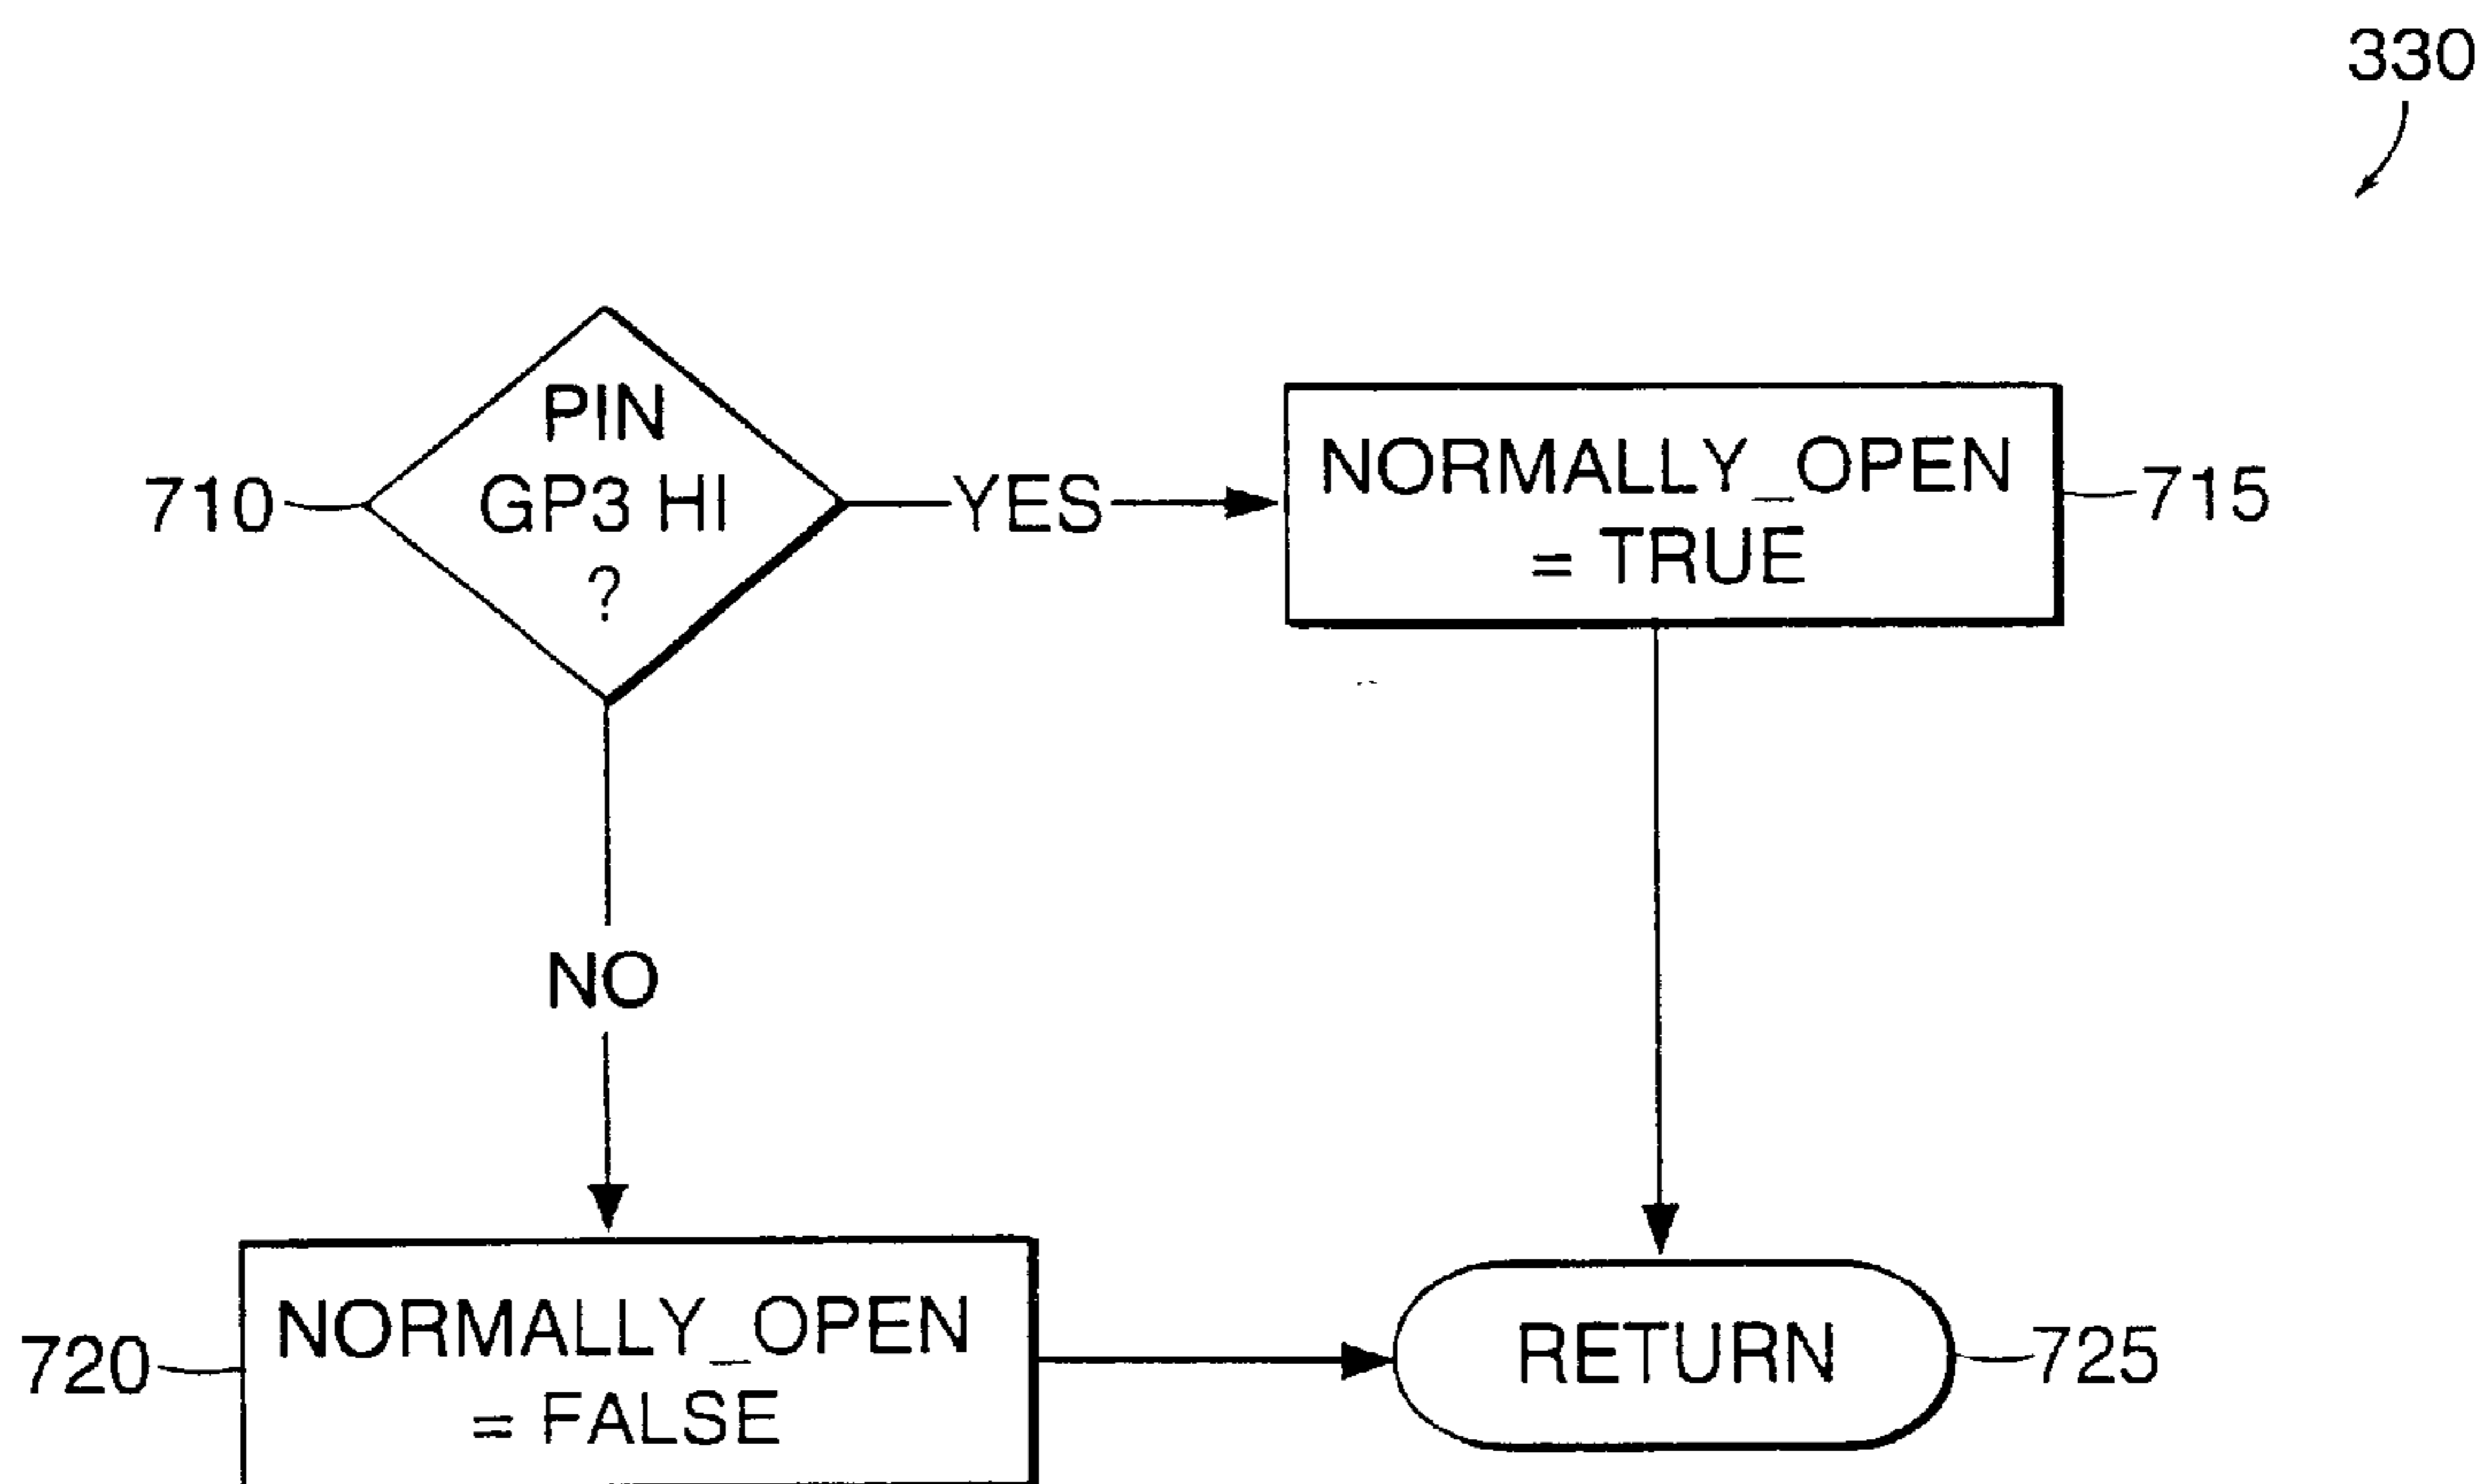 330
PIN
GP3 HI
?
710
YES
NORMALLY_OPEN
= TRUE
715
NO
NORMALLY_OPEN
= FALSE
720
RETURN
725